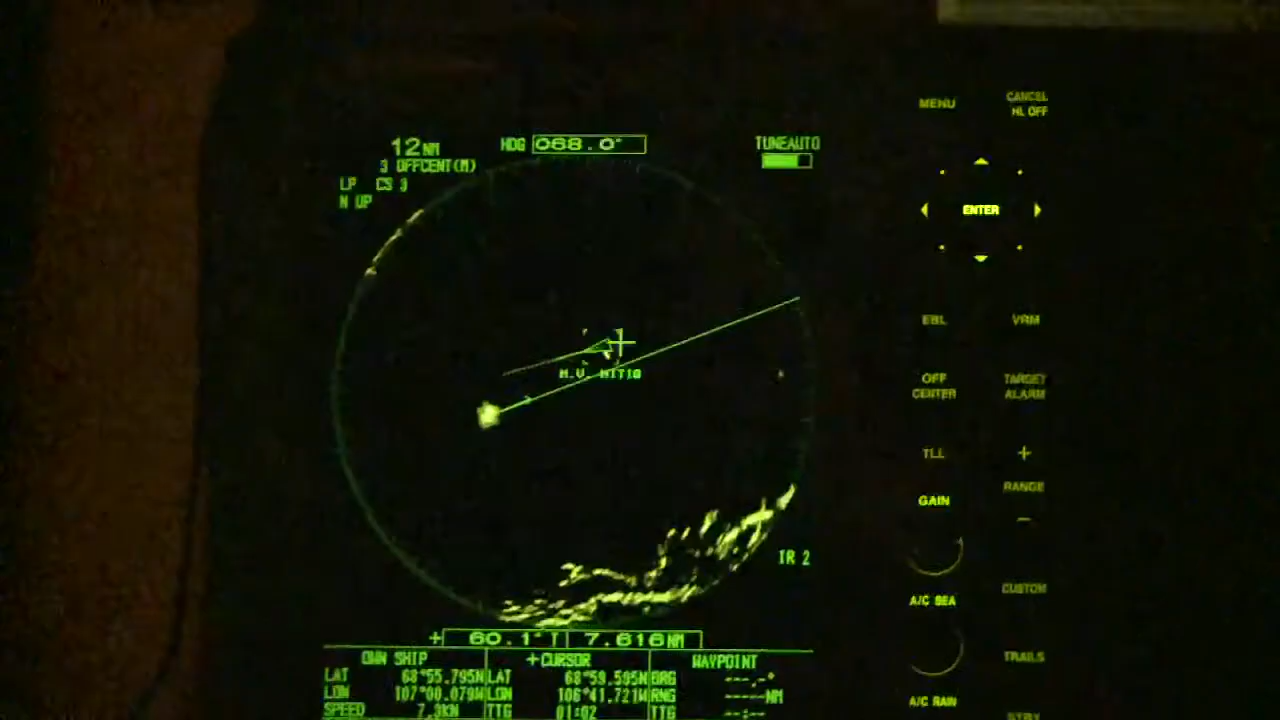 MENU
CANCEL
HL OFF
12NM
HDG 068.0°
TUNEAUTO
3 OFFCENT(M)
LP CS 3
N UP
ENTER
EBL
VRM
M.V. MITIQ
OFF
CENTER
TARGET
ALARM
TLL
+
GAIN
RANGE
-
IR 2
CUSTOM
A/C SEA
+ 60.1° T 7.616NM
OWN SHIP
+CURSOR
WAYPOINT
TRAILS
LAT 68°55.795N LAT 68°59.595N BRG ---.-°
LON 107°00.079W LON 106°41.721W RNG -----NM
SPEED 7.3KN TTG 01:02 TTG --:--
A/C RAIN
STBY